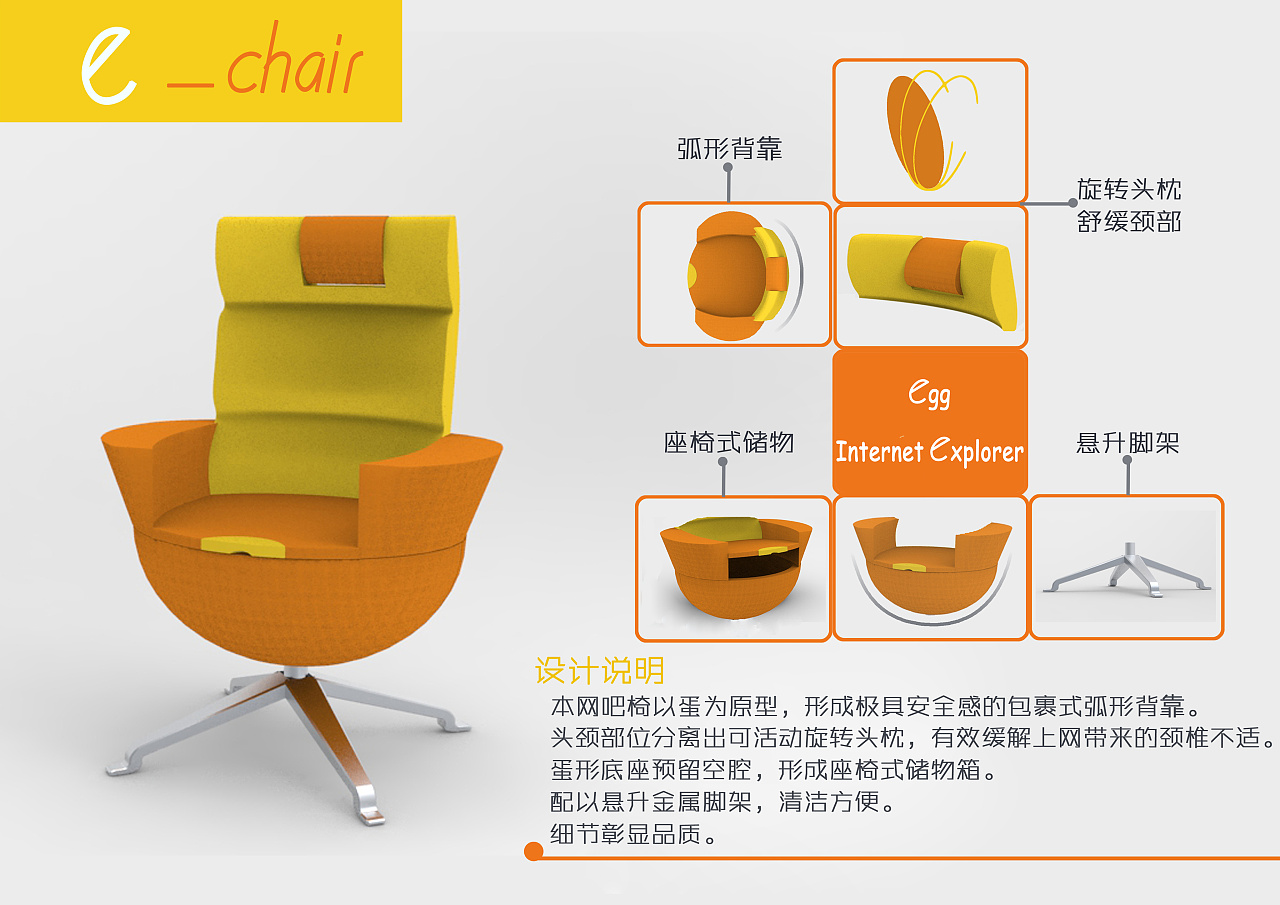 e _ chair
弧形背靠
旋转头枕
舒缓颈部
egg
Internet explorer
座椅式储物
悬升脚架
设计说明
本网吧椅以蛋为原型，形成极具安全感的包裹式弧形背靠。
头颈部位分离出可活动旋转头枕，有效缓解上网带来的颈椎不适。
蛋形底座预留空腔，形成座椅式储物箱。
配以悬升金属脚架，清洁方便。
细节彰显品质。